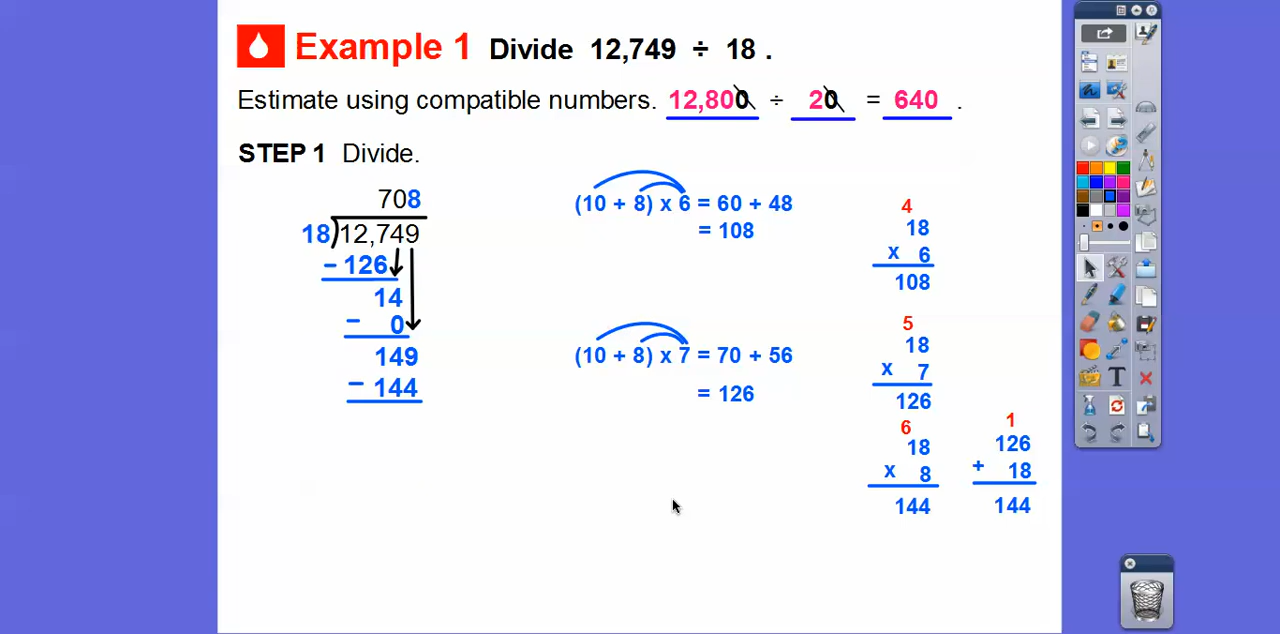 Example 1 Divide 12,749 ÷ 18 .
Estimate using compatible numbers. 12,800 ÷ 20 = 640 .
STEP 1 Divide.
708
18)12,749
- 126
14
- 0
149
- 144
(10 + 8) x 6 = 60 + 48
= 108
(10 + 8) x 7 = 70 + 56
= 126
4
18
x 6
108
5
18
x 7
126
6
18
x 8
144
1
126
+ 18
144
T